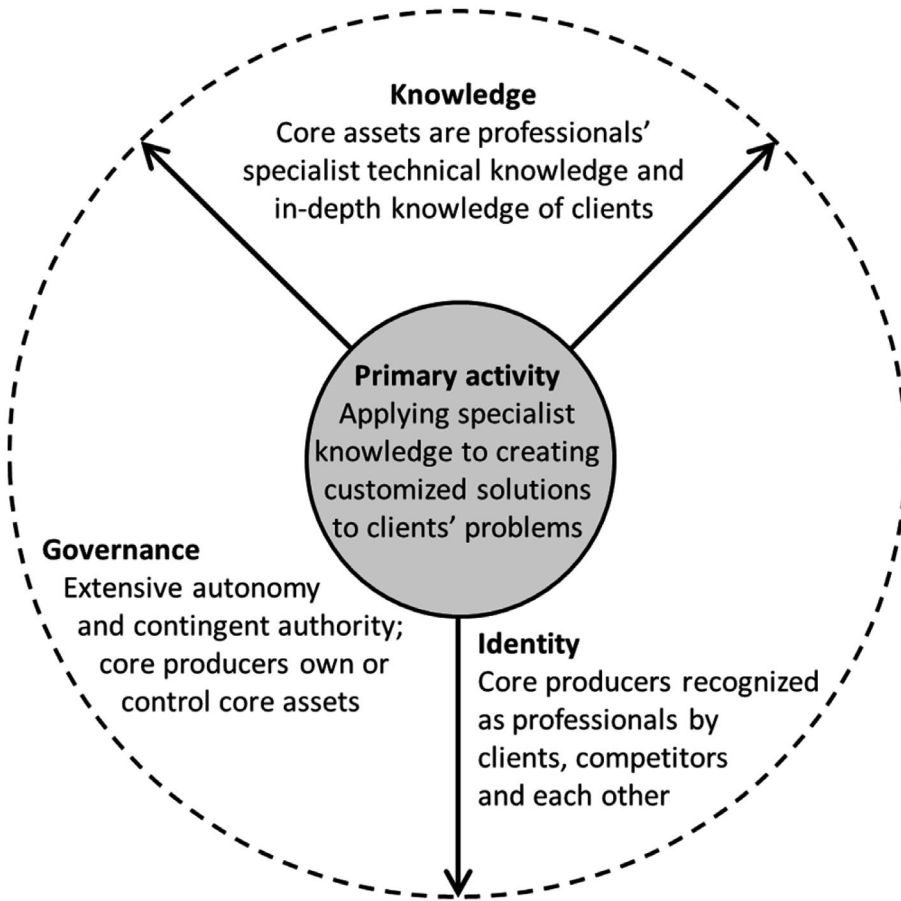 Knowledge
Core assets are professionals’
specialist technical knowledge and
in-depth knowledge of clients
Primary activity
Applying specialist
knowledge to creating
customized solutions
to clients’ problems
Governance
Extensive autonomy
and contingent authority;
core producers own or
control core assets
Identity
Core producers recognized
as professionals by
clients, competitors
and each other